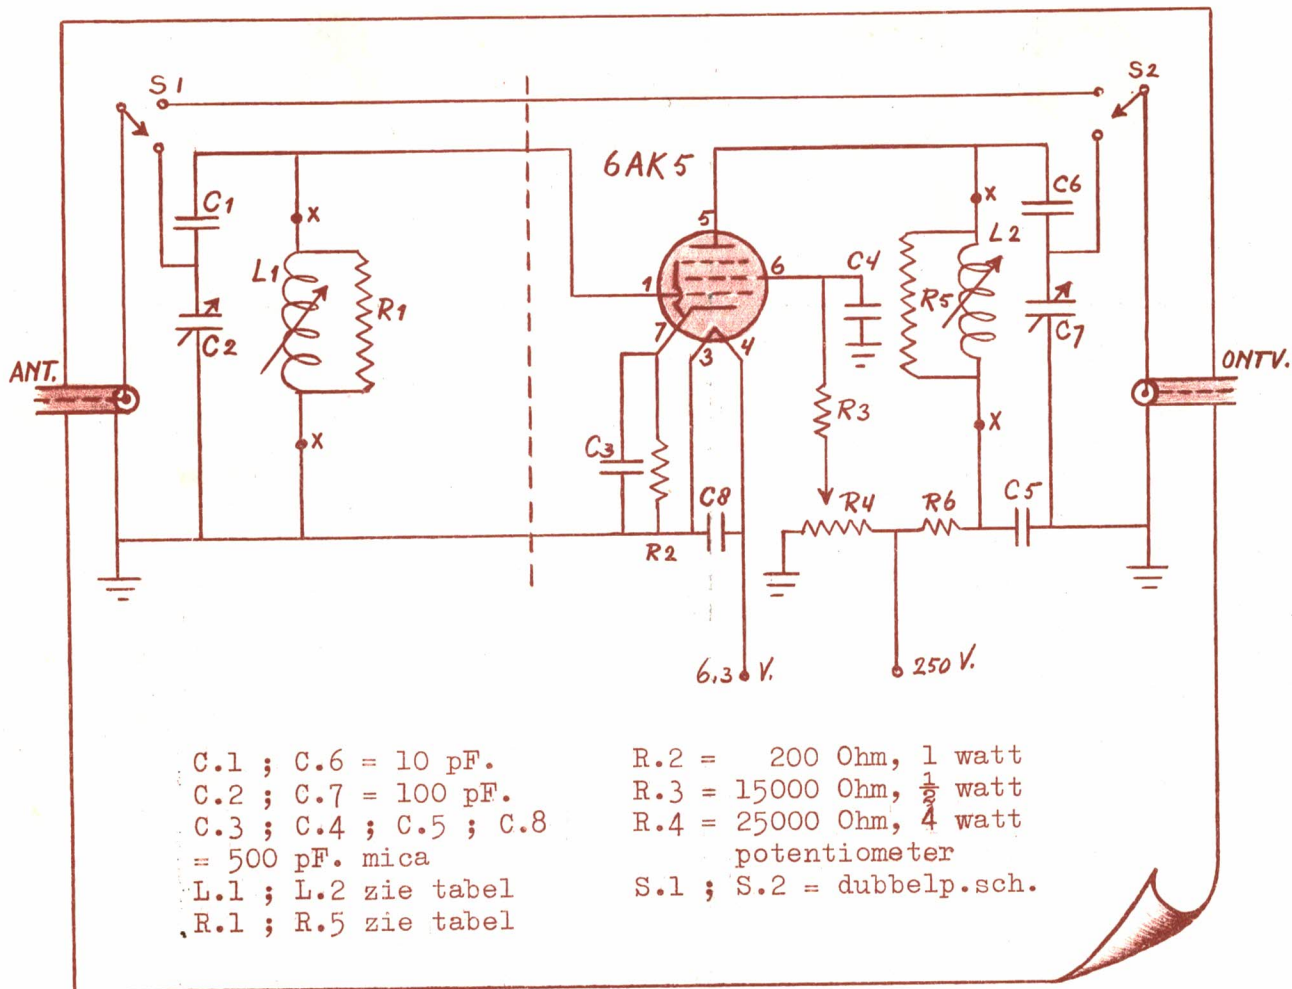 S1
S2
6AK5
C1
x
5
x
C6
L2
L1
R1
1
6
C4
R5
C2
7
3
4
C7
ANT.
ONTV.
R3
x
x
C3
C8
R4
R6
C5
R2
6,3 V.
250 V.
C.1 ; C.6 = 10 pF.
C.2 ; C.7 = 100 pF.
C.3 ; C.4 ; C.5 ; C.8
= 500 pF. mica
L.1 ; L.2 zie tabel
R.1 ; R.5 zie tabel
R.2 = 200 Ohm, 1 watt
R.3 = 15000 Ohm, ½ watt
R.4 = 25000 Ohm, 4 watt
potentiometer
S.1 ; S.2 = dubbelp.sch.